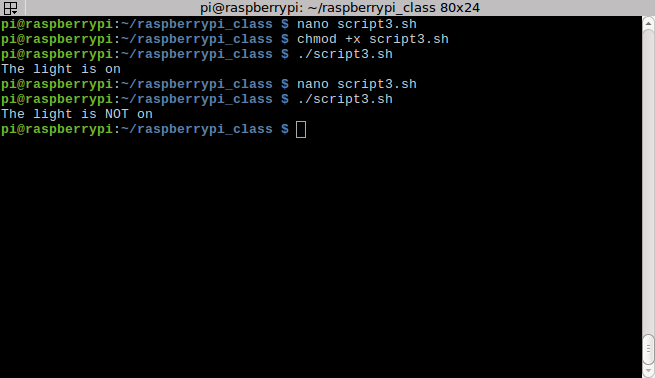 pi@raspberrypi: ~/raspberrypi_class 80x24
pi@raspberrypi:~/raspberrypi_class $ nano script3.sh
pi@raspberrypi:~/raspberrypi_class $ chmod +x script3.sh
pi@raspberrypi:~/raspberrypi_class $ ./script3.sh
The light is on
pi@raspberrypi:~/raspberrypi_class $ nano script3.sh
pi@raspberrypi:~/raspberrypi_class $ ./script3.sh
The light is NOT on
pi@raspberrypi:~/raspberrypi_class $